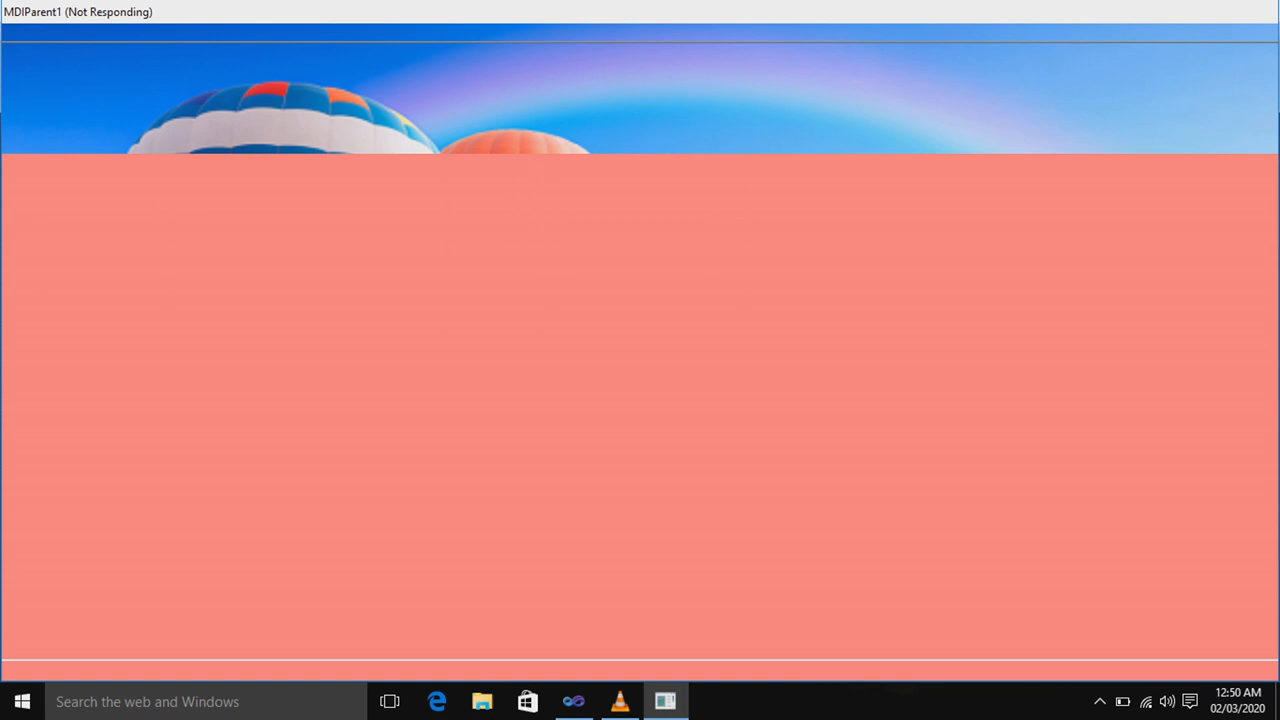 MDIParent1 (Not Responding)
Search the web and Windows
12:50 AM
02/03/2020